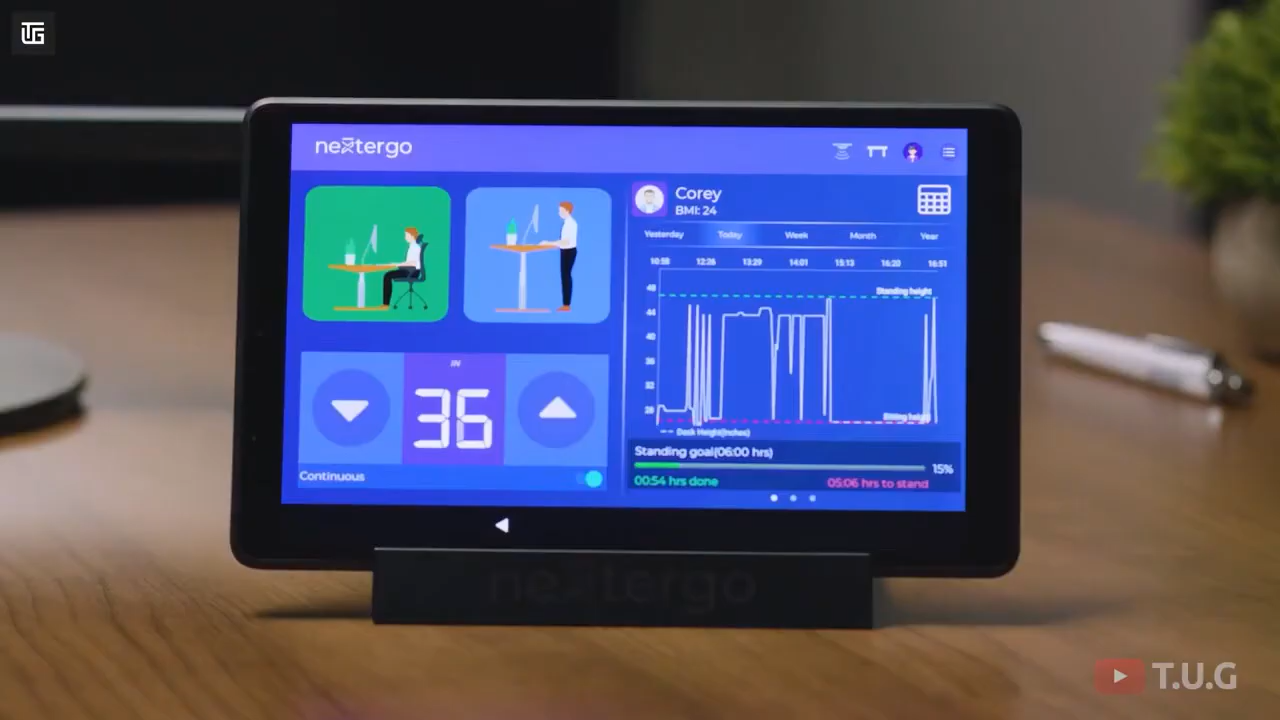 TUG
nextergo
Corey
BMI: 24
Yesterday Today Week Month Year
10:58 12:26 13:29 14:01 15:13 16:20 16:51
48
Standing height
44
40
36
32
28
Sitting height
Desk Height(Inches)
IN
36
Continuous
Standing goal(06:00 hrs)
15%
00:54 hrs done 05:06 hrs to stand
nextergo
T.U.G